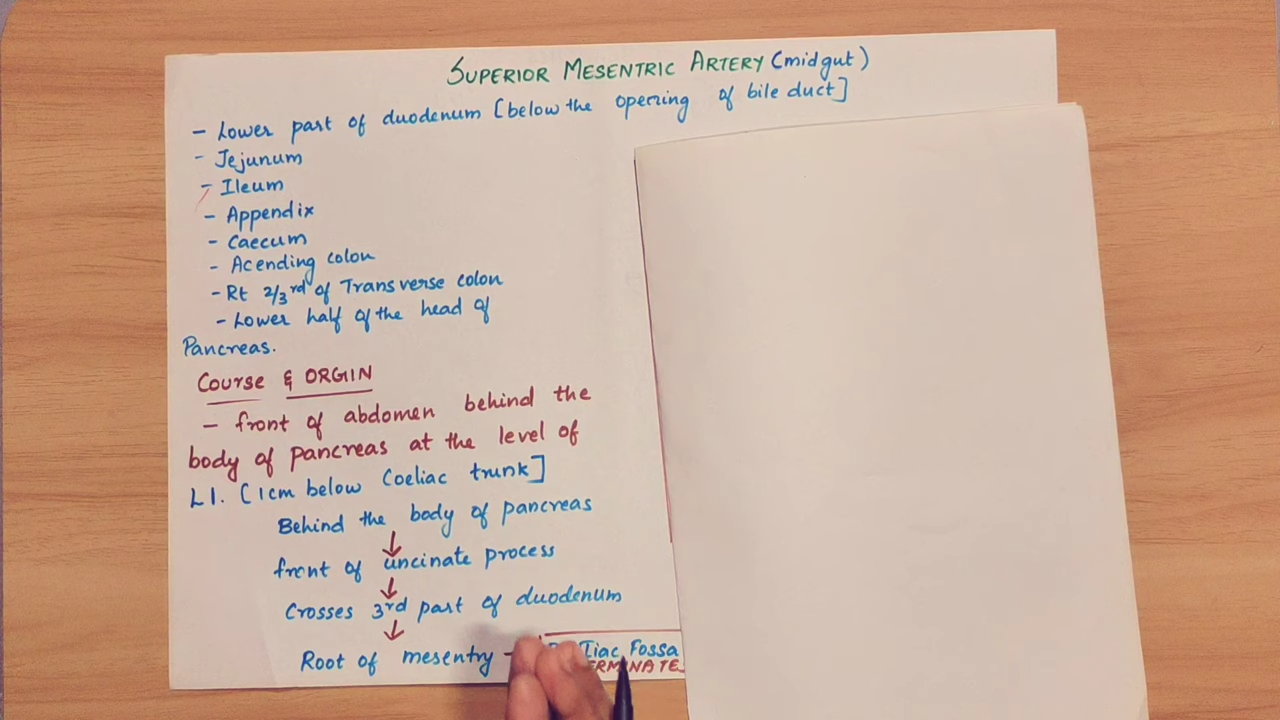 SUPERIOR MESENTRIC ARTERY (midgut)
- Lower part of duodenum [below the opening of bile duct]
- Jejunum
- Ileum
- Appendix
- Caecum
- Acending colon
- Rt 2/3rd of Transverse colon
- Lower half of the head of
Pancreas.
Course & ORGIN
- front of abdomen behind the
body of pancreas at the level of
L1. [1cm below Coeliac trunk]
Behind the body of pancreas
↓
front of uncinate process
↓
Crosses 3rd part of duodenum
↓
Root of mesentry - Iliac Fossa